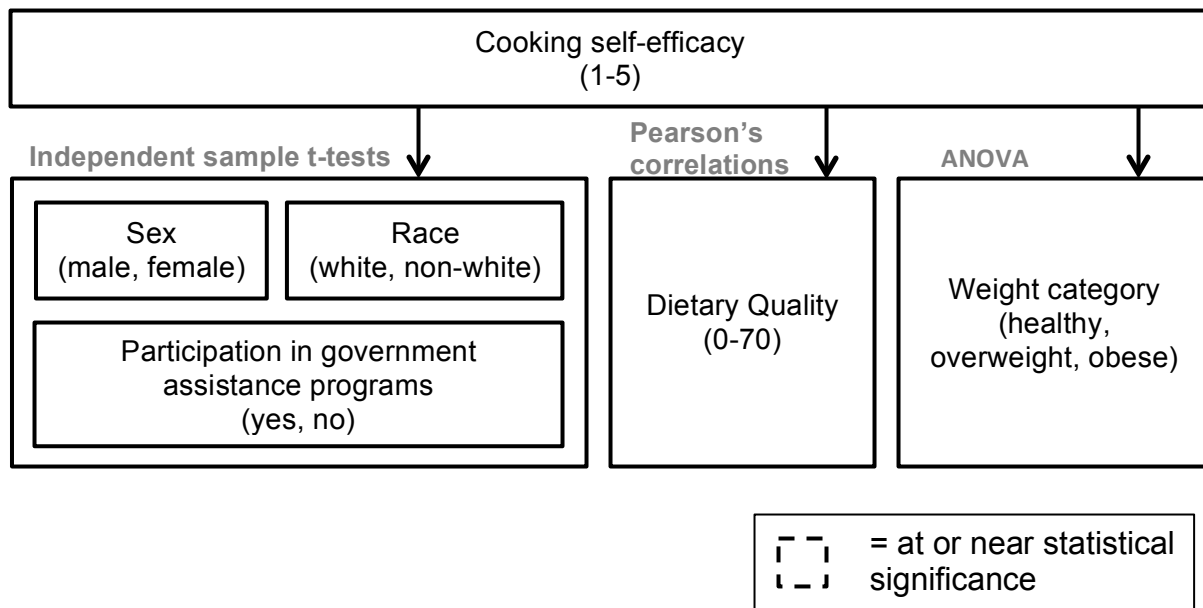 Cooking self-efficacy
(1-5)
Independent sample t-tests
Pearson’s
correlations
ANOVA
Sex
(male, female)
Race
(white, non-white)
Participation in government
assistance programs
(yes, no)
Dietary Quality
(0-70)
Weight category
(healthy,
overweight, obese)
= at or near statistical
significance